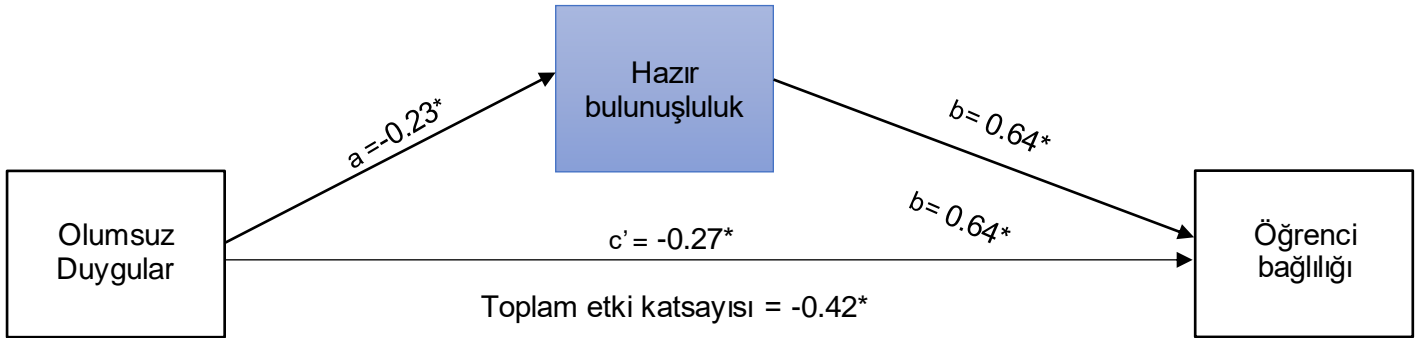 Hazır
bulunuşluluk
a =-0.23*
b= 0.64*
Olumsuz
Duygular
b= 0.64*
c’ = -0.27*
Öğrenci
bağlılığı
Toplam etki katsayısı = -0.42*